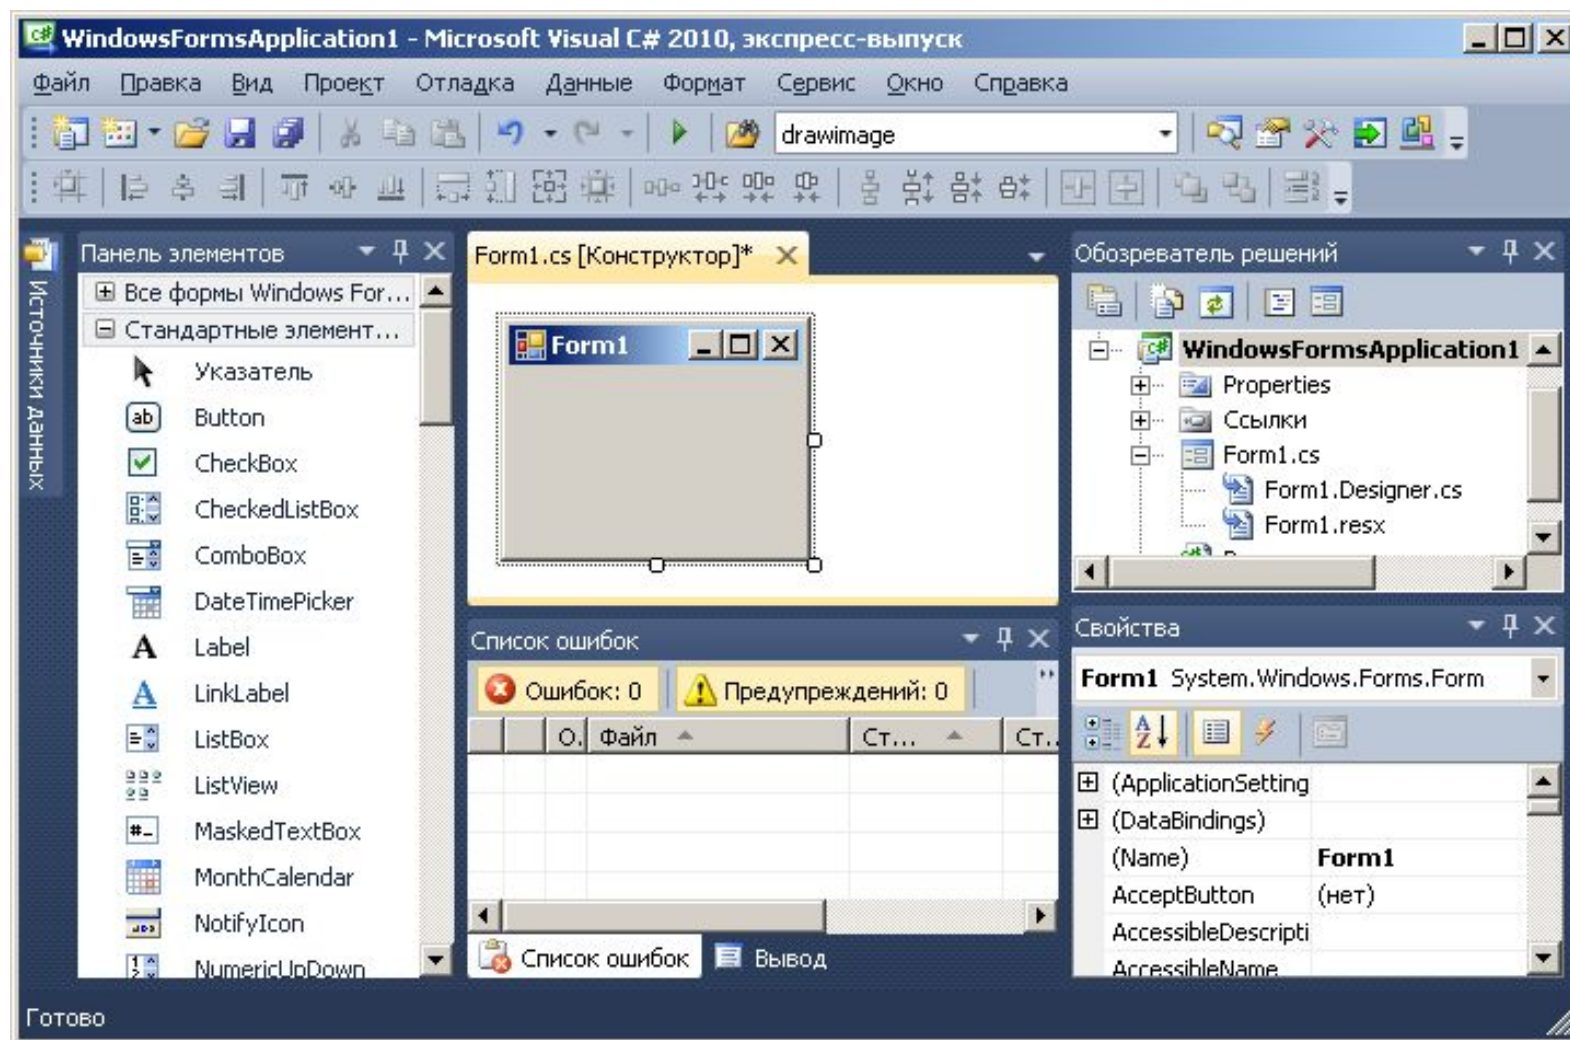 WindowsFormsApplication1 - Microsoft Visual C# 2010, экспресс-выпуск
Файл Правка Вид Проект Отладка Данные Формат Сервис Окно Справка
drawimage
Источники данных
Панель элементов
Все формы Windows For...
Стандартные элемент...
Указатель
Button
CheckBox
CheckedListBox
ComboBox
DateTimePicker
Label
LinkLabel
ListBox
ListView
MaskedTextBox
MonthCalendar
NotifyIcon
NumericUpDown
Form1.cs [Конструктор]*
Form1
Список ошибок
Ошибок: 0 Предупреждений: 0
О. Файл Ст... Ст..
Список ошибок Вывод
Обозреватель решений
WindowsFormsApplication1
Properties
Ссылки
Form1.cs
Form1.Designer.cs
Form1.resx
Свойства
Form1 System.Windows.Forms.Form
(ApplicationSetting
(DataBindings)
(Name) Form1
AcceptButton (нет)
AccessibleDescripti
AccessibleName
Готово